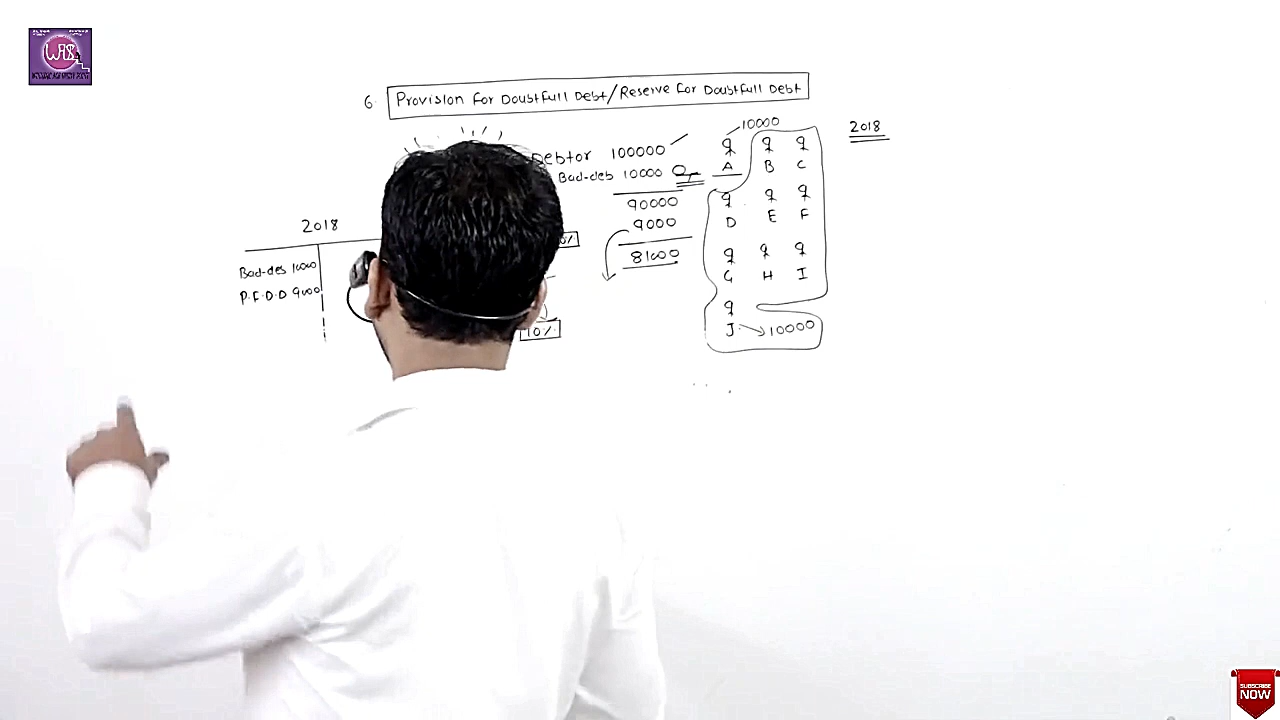 6. Provision For Doubtfull Debt/Reserve For Doubtfull Debt
Debtor 100000
Bad-deb 10000
90000
9000
81000
10000
A B C
D E F
G H I
J → 10000
2018
2018
Bad-des 10000
P.F.D.D 9000
10%
SUBSCRIBE
NOW